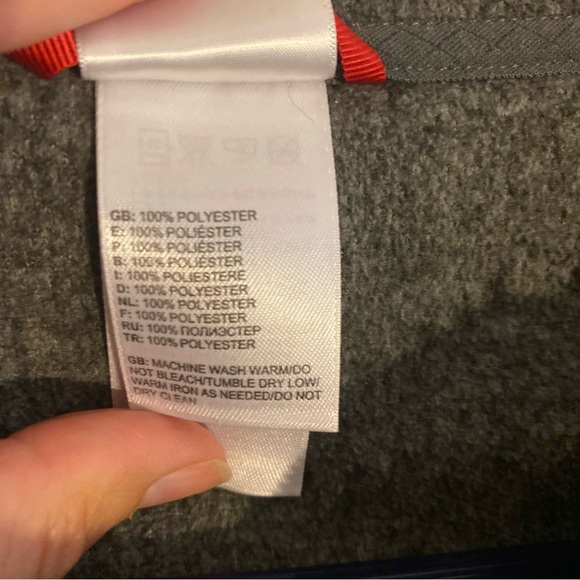 GB: 100% POLYESTER
E: 100% POLIÉSTER
P: 100% POLIÉSTER
B: 100% POLIÉSTER
I: 100% POLIESTERE
D: 100% POLYESTER
NL: 100% POLYESTER
F: 100% POLYESTER
RU: 100% ПОЛИЭСТЕР
TR: 100% POLYESTER
GB: MACHINE WASH WARM/DO
NOT BLEACH/TUMBLE DRY LOW/
WARM IRON AS NEEDED/DO NOT
DRY CLEAN